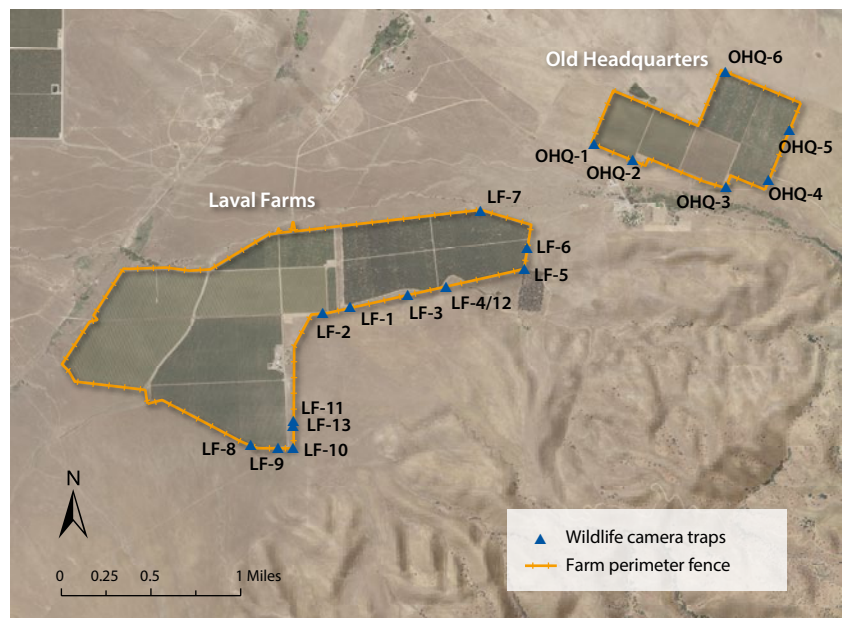 OHQ-6
Old Headquarters
OHQ-5
OHQ-1
OHQ-2
OHQ-4
OHQ-3
LF-7
Laval Farms
LF-6
LF-5
LF-4/12
LF-3
LF-1
LF-2
LF-11
LF-13
LF-8
LF-10
LF-9
N
Wildlife camera traps
Farm perimeter fence
0 0.25 0.5 1 Miles